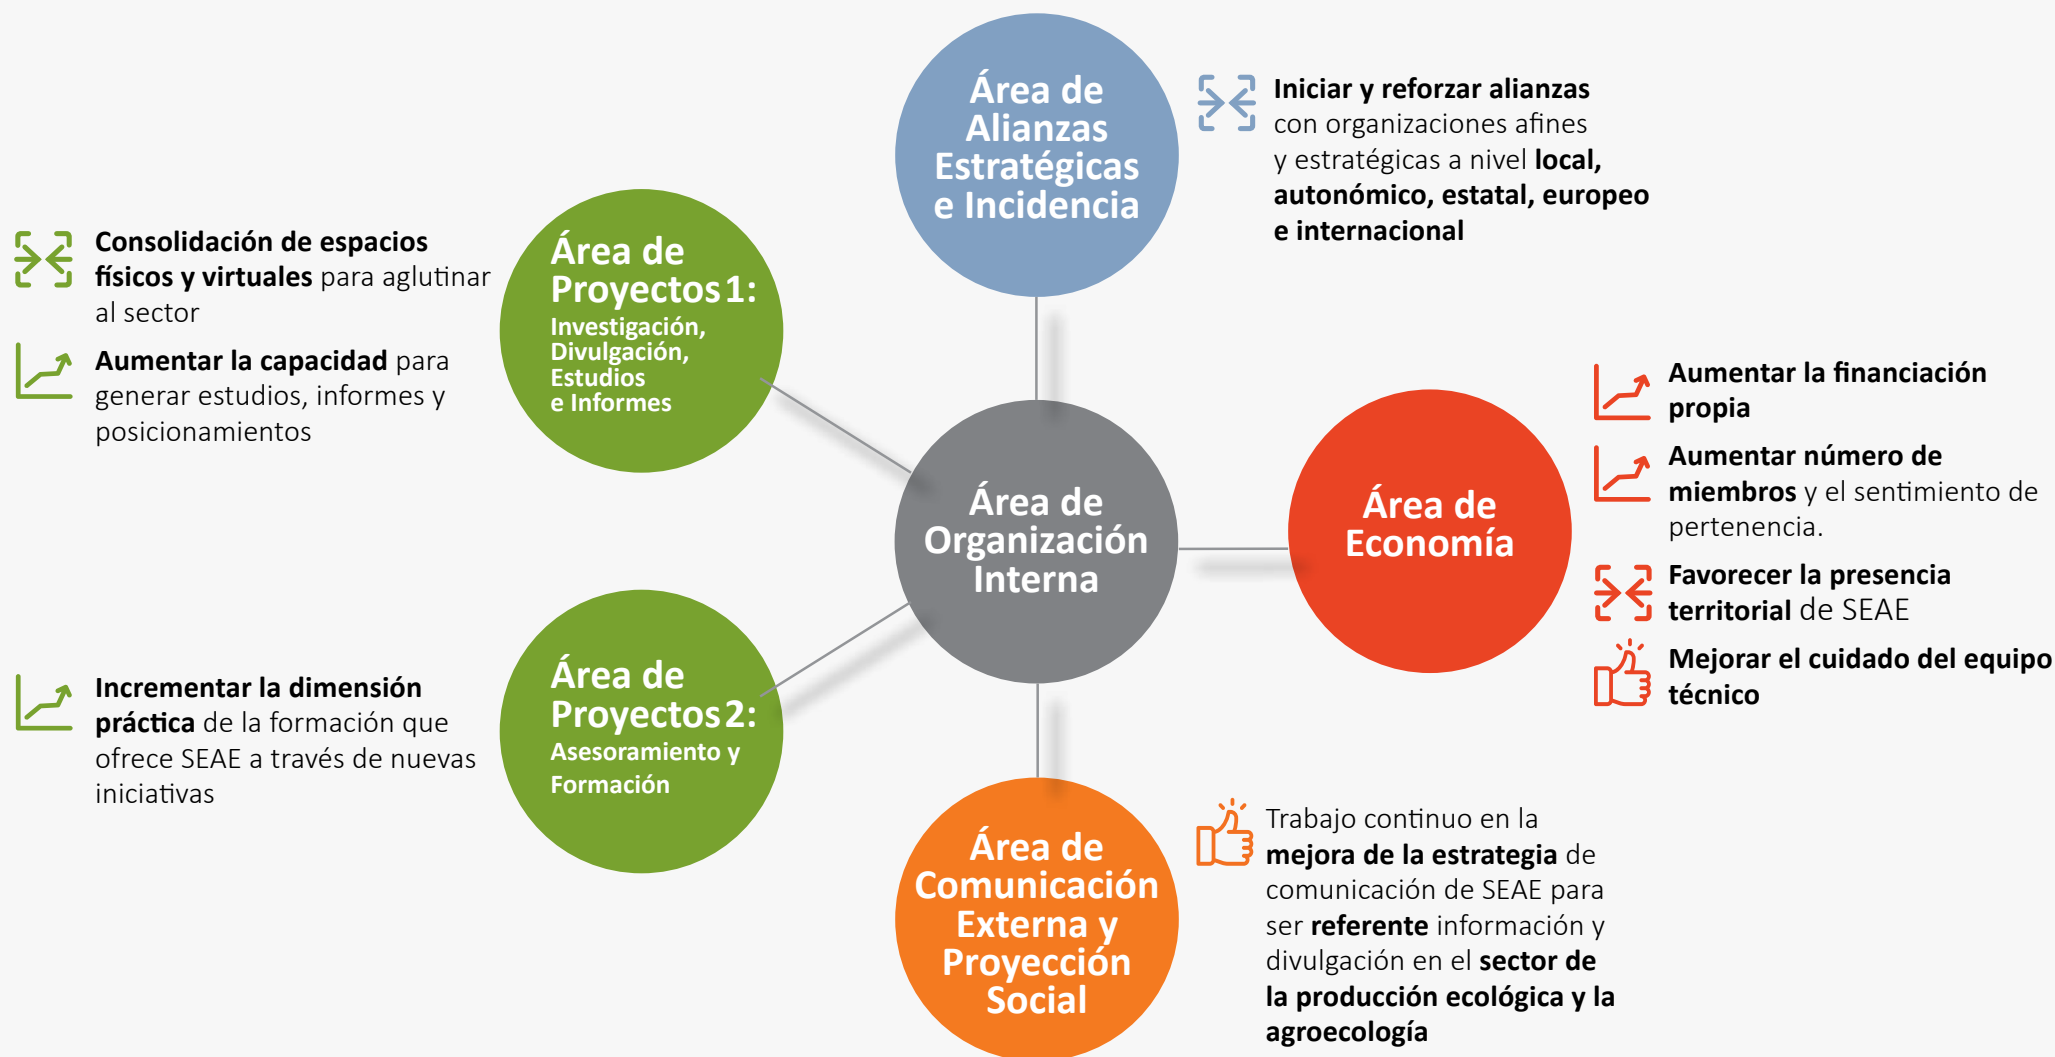 Área de
Alianzas
Estratégicas
e Incidencia
Iniciar y reforzar alianzas
con organizaciones afines
y estratégicas a nivel local,
autonómico, estatal, europeo
e internacional
Consolidación de espacios
físicos y virtuales para aglutinar
al sector
Aumentar la capacidad para
generar estudios, informes y
posicionamientos
Área de
Proyectos 1:
Investigación,
Divulgación,
Estudios
e Informes
Área de
Organización
Interna
Área de
Economía
Aumentar la financiación
propia
Aumentar número de
miembros y el sentimiento de
pertenencia.
Favorecer la presencia
territorial de SEAE
Mejorar el cuidado del equipo
técnico
Incrementar la dimensión
práctica de la formación que
ofrece SEAE a través de nuevas
iniciativas
Área de
Proyectos 2:
Asesoramiento y
Formación
Área de
Comunicación
Externa y
Proyección
Social
Trabajo continuo en la
mejora de la estrategia de
comunicación de SEAE para
ser referente información y
divulgación en el sector de
la producción ecológica y la
agroecología